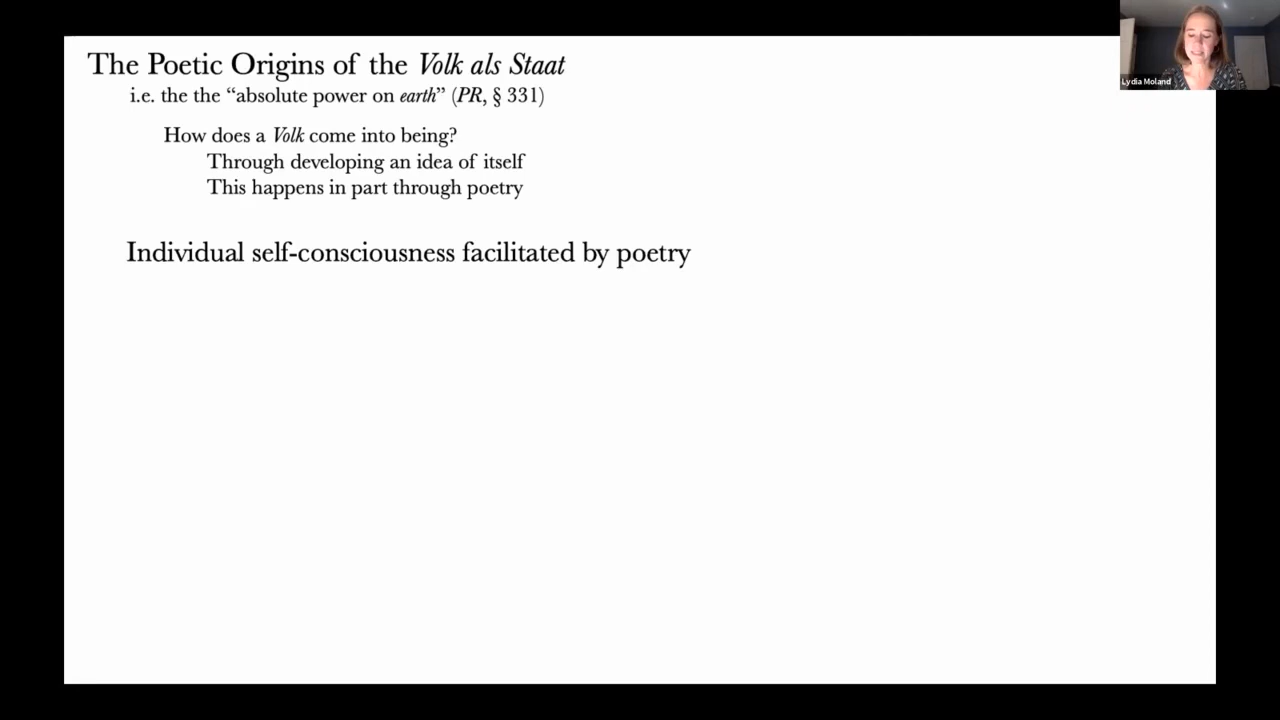 The Poetic Origins of the Volk als Staat
i.e. the the “absolute power on earth” (PR, § 331)
How does a Volk come into being?
Through developing an idea of itself
This happens in part through poetry
Individual self-consciousness facilitated by poetry
Lydia Moland